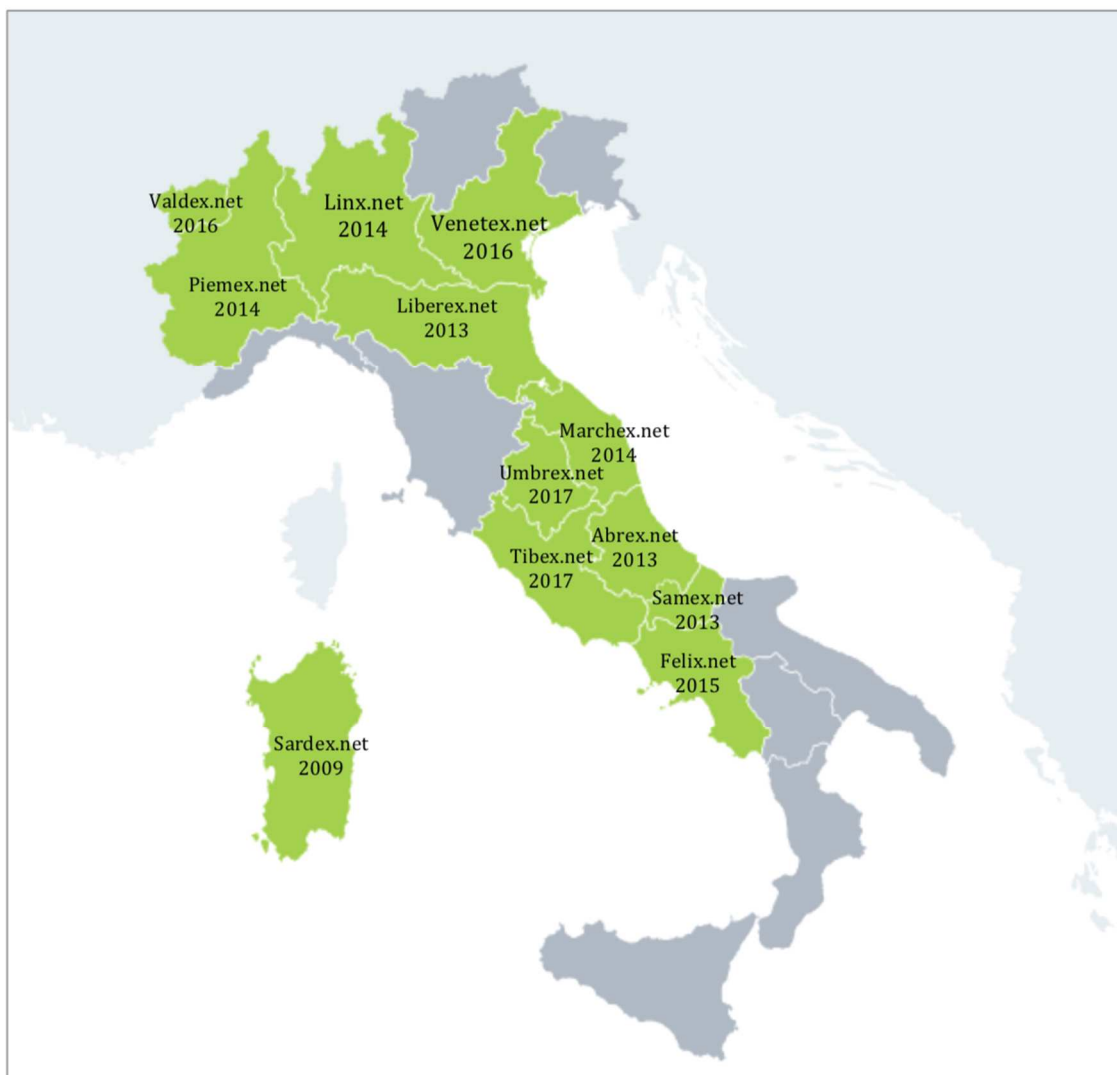 Valdex.net
2016
Linx.net
2014
Venetex.net
2016
Piemex.net
2014
Liberex.net
2013
Marchex.net
2014
Umbrex.net
2017
Abrex.net
2013
Tibex.net
2017
Samex.net
2013
Felix.net
2015
Sardex.net
2009